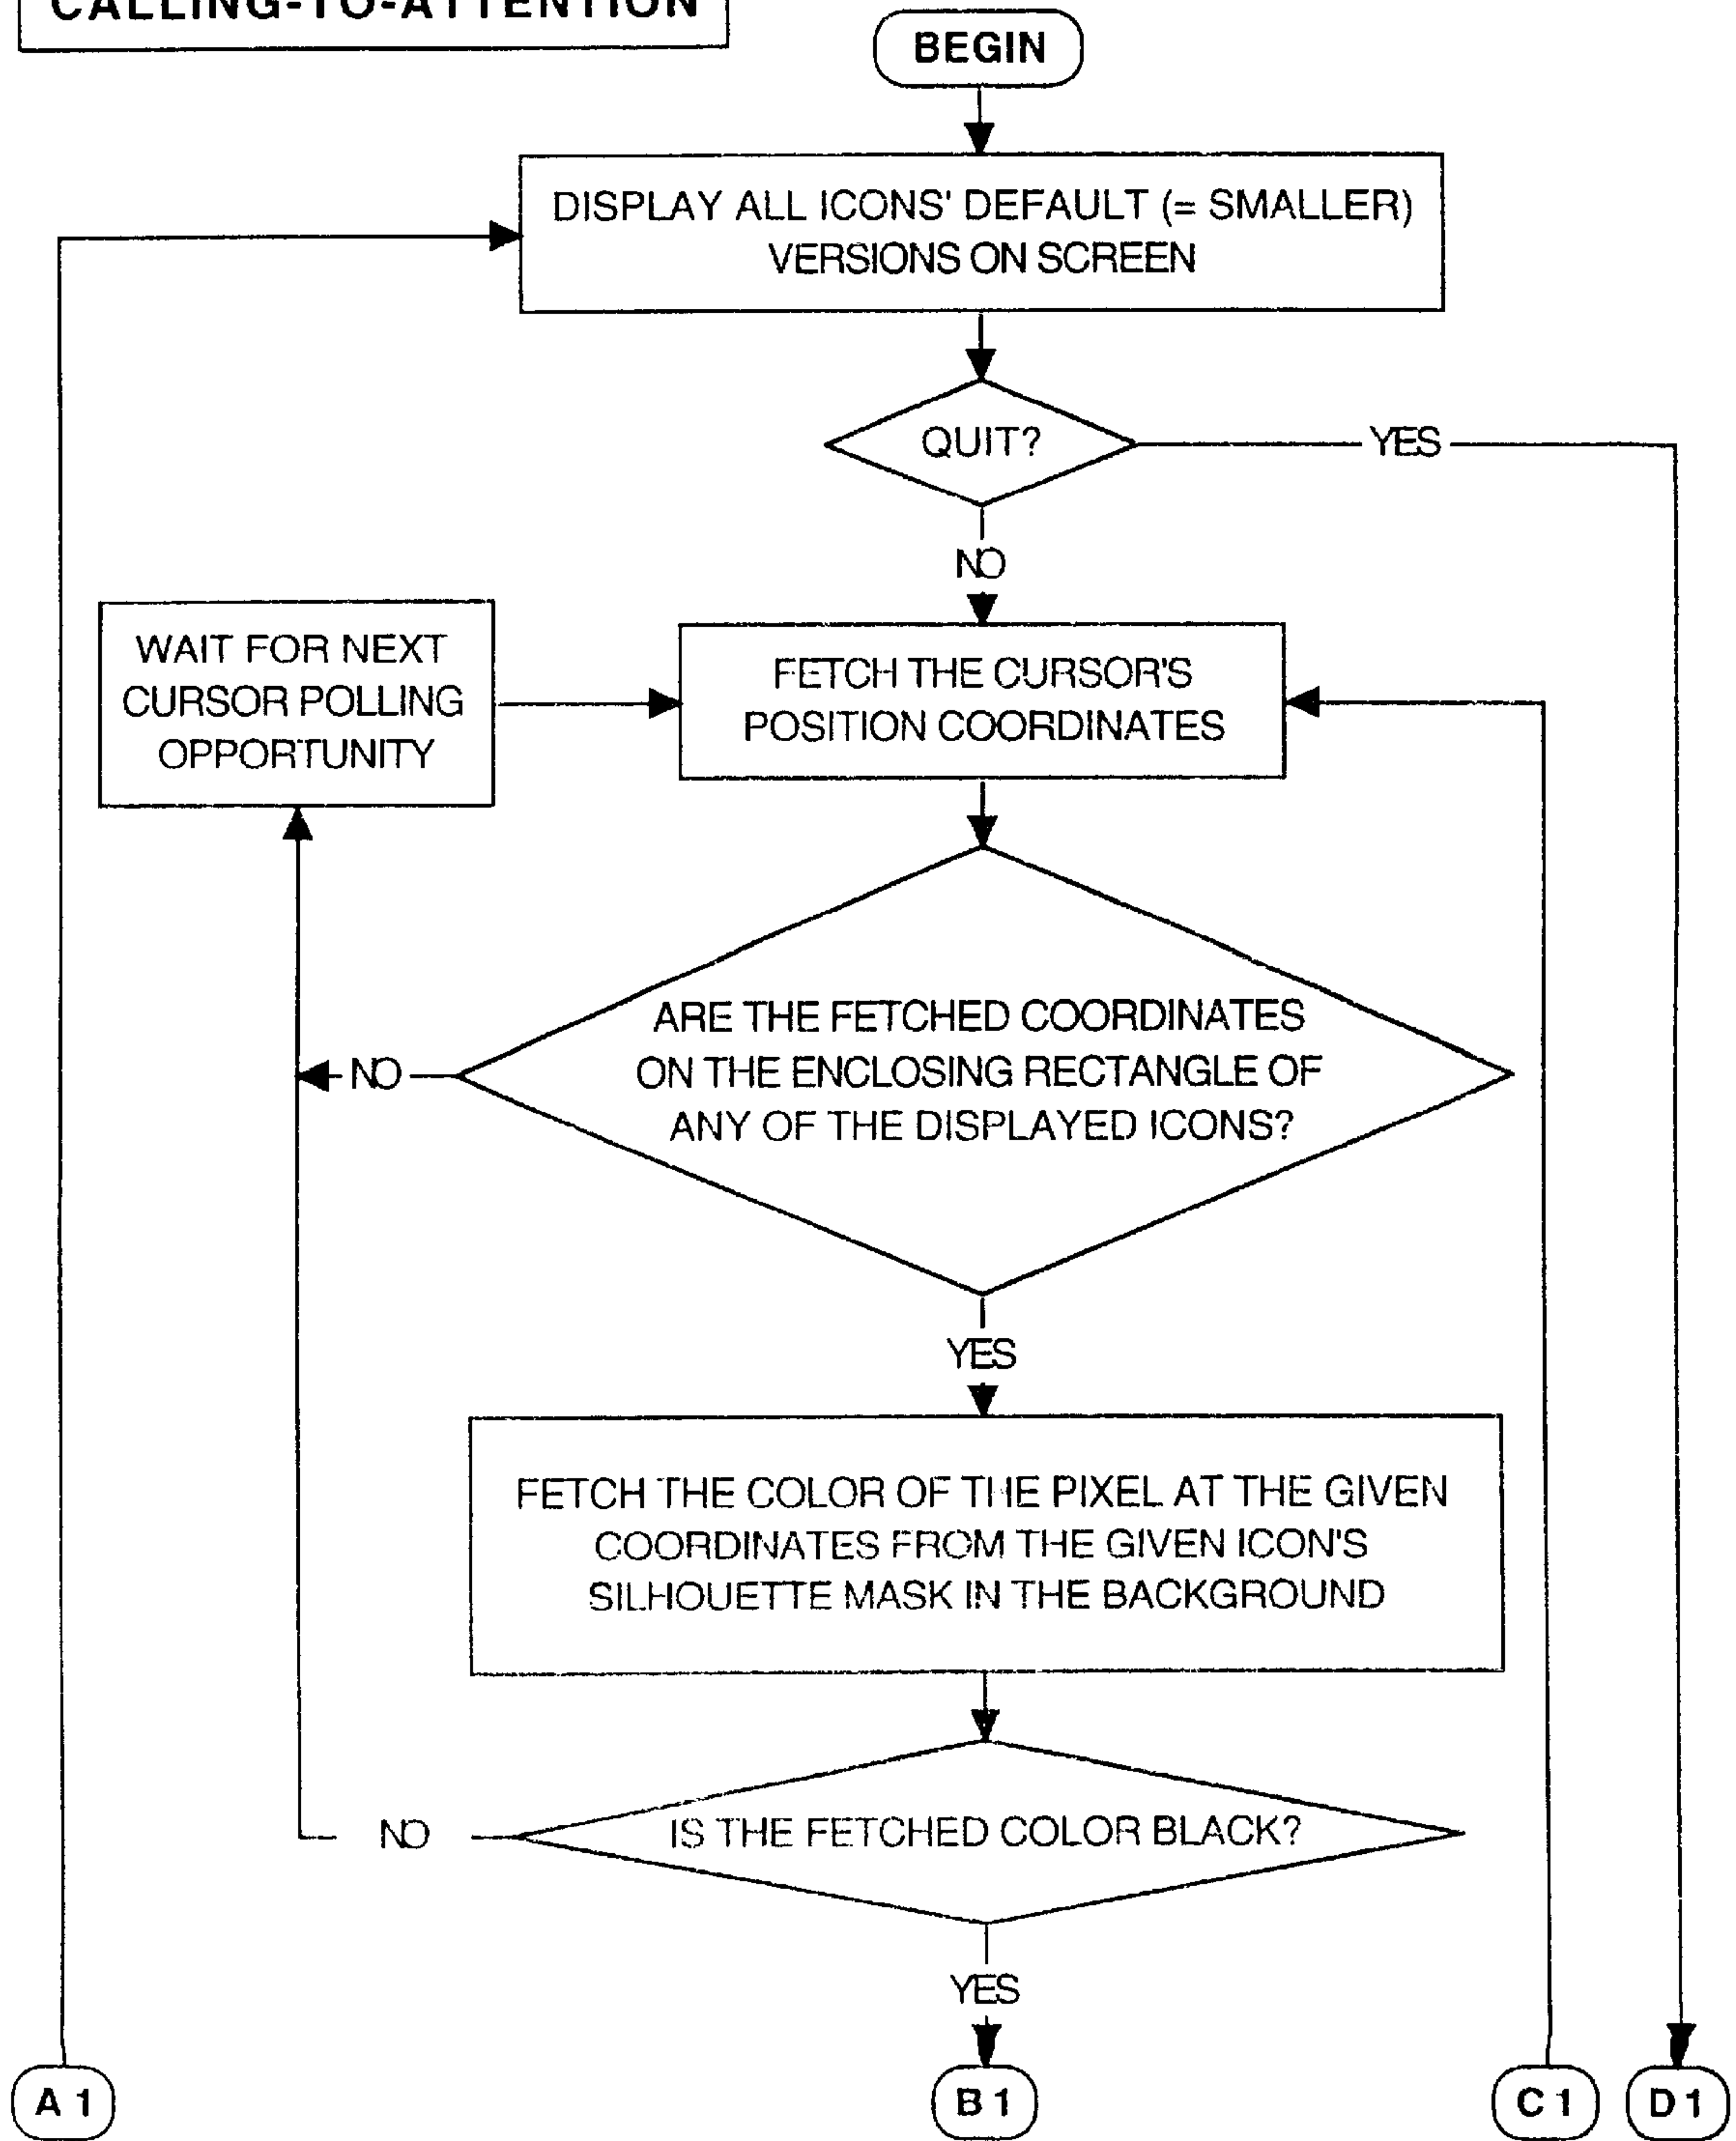 CALLING-TO-ATTENTION
BEGIN
DISPLAY ALL ICONS' DEFAULT (= SMALLER)
VERSIONS ON SCREEN
QUIT?
YES
NO
WAIT FOR NEXT
CURSOR POLLING
OPPORTUNITY
FETCH THE CURSOR'S
POSITION COORDINATES
ARE THE FETCHED COORDINATES
ON THE ENCLOSING RECTANGLE OF
ANY OF THE DISPLAYED ICONS?
NO
YES
FETCH THE COLOR OF THE PIXEL AT THE GIVEN
COORDINATES FROM THE GIVEN ICON'S
SILHOUETTE MASK IN THE BACKGROUND
IS THE FETCHED COLOR BLACK?
NO
YES
A 1
B 1
C 1
D 1